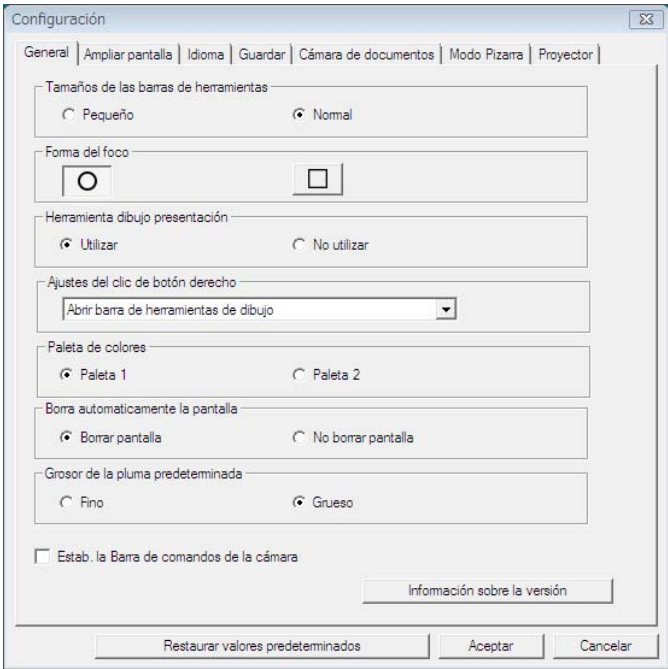 Configuración
General Ampliar pantalla Idioma Guardar Cámara de documentos Modo Pizarra Proyector
Tamaños de las barras de herramientas
Pequeño Normal
Forma del foco
Herramienta dibujo presentación
Utilizar No utilizar
Ajustes del clic de botón derecho
Abrir barra de herramientas de dibujo
Paleta de colores
Paleta 1 Paleta 2
Borra automaticamente la pantalla
Borrar pantalla No borrar pantalla
Grosor de la pluma predeterminada
Fino Grueso
Estab. la Barra de comandos de la cámara
Información sobre la versión
Restaurar valores predeterminados Aceptar Cancelar